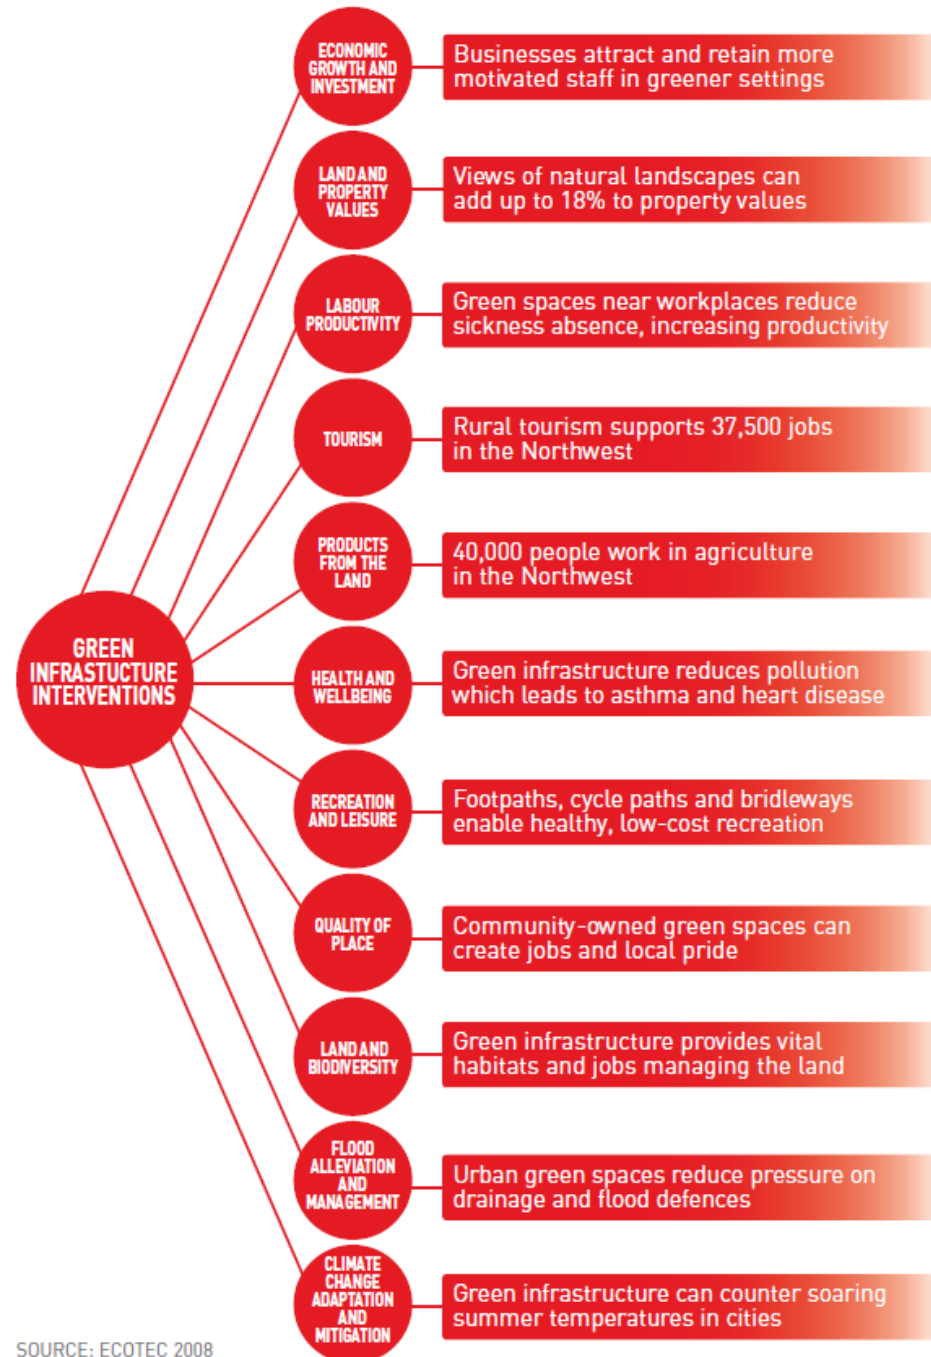 ECONOMIC
GROWTH AND
INVESTMENT
Businesses attract and retain more
motivated staff in greener settings
LAND AND
PROPERTY
VALUES
Views of natural landscapes can
add up to 18% to property values
LABOUR
PRODUCTIVITY
Green spaces near workplaces reduce
sickness absence, increasing productivity
TOURISM
Rural tourism supports 37,500 jobs
in the Northwest
PRODUCTS
FROM THE
LAND
40,000 people work in agriculture
in the Northwest
GREEN
INFRASTUCTURE
INTERVENTIONS
HEALTH AND
WELLBEING
Green infrastructure reduces pollution
which leads to asthma and heart disease
RECREATION
AND LEISURE
Footpaths, cycle paths and bridleways
enable healthy, low-cost recreation
QUALITY OF
PLACE
Community-owned green spaces can
create jobs and local pride
LAND AND
BIODIVERSITY
Green infrastructure provides vital
habitats and jobs managing the land
FLOOD
ALLEVIATION
AND
MANAGEMENT
Urban green spaces reduce pressure on
drainage and flood defences
CLIMATE
CHANGE
ADAPTATION
AND
MITIGATION
Green infrastructure can counter soaring
summer temperatures in cities
SOURCE: ECOTEC 2008